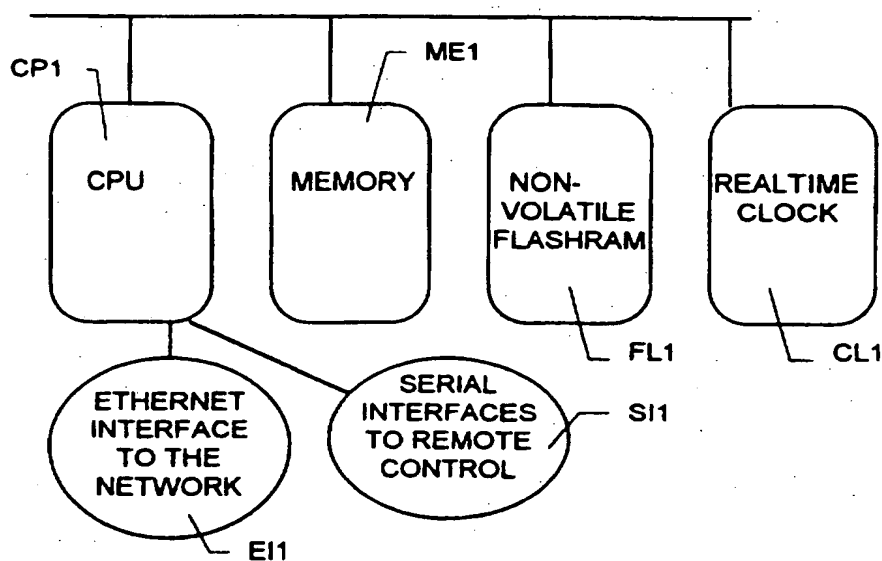 CP1
ME1
CPU
MEMORY
NON-
VOLATILE
FLASHRAM
REALTIME
CLOCK
FL1
CL1
ETHERNET
INTERFACE
TO THE
NETWORK
SERIAL
INTERFACES
TO REMOTE
CONTROL
SI1
EI1